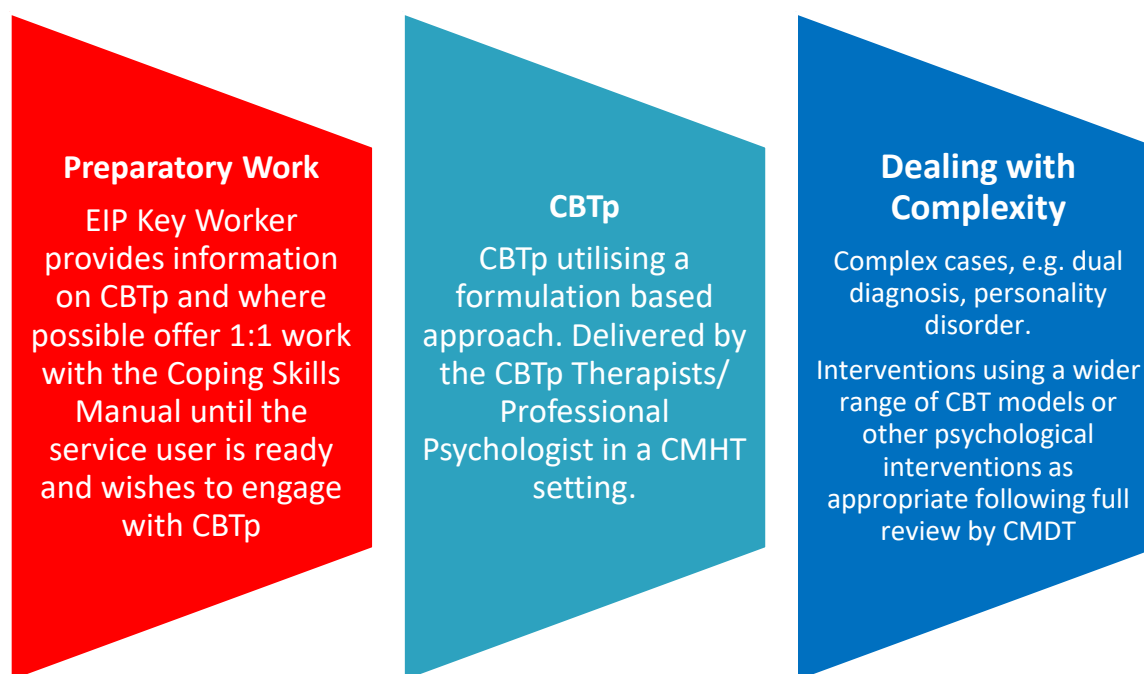 Preparatory Work
EIP Key Worker
provides information
on CBTp and where
possible offer 1:1 work
with the Coping Skills
Manual until the
service user is ready
and wishes to engage
with CBTp
CBTp
CBTp utilising a
formulation based
approach. Delivered by
the CBTp Therapists/
Professional
Psychologist in a CMHT
setting.
Dealing with
Complexity
Complex cases, e.g. dual
diagnosis, personality
disorder.
Interventions using a wider
range of CBT models or
other psychological
interventions as
appropriate following full
review by CMDT